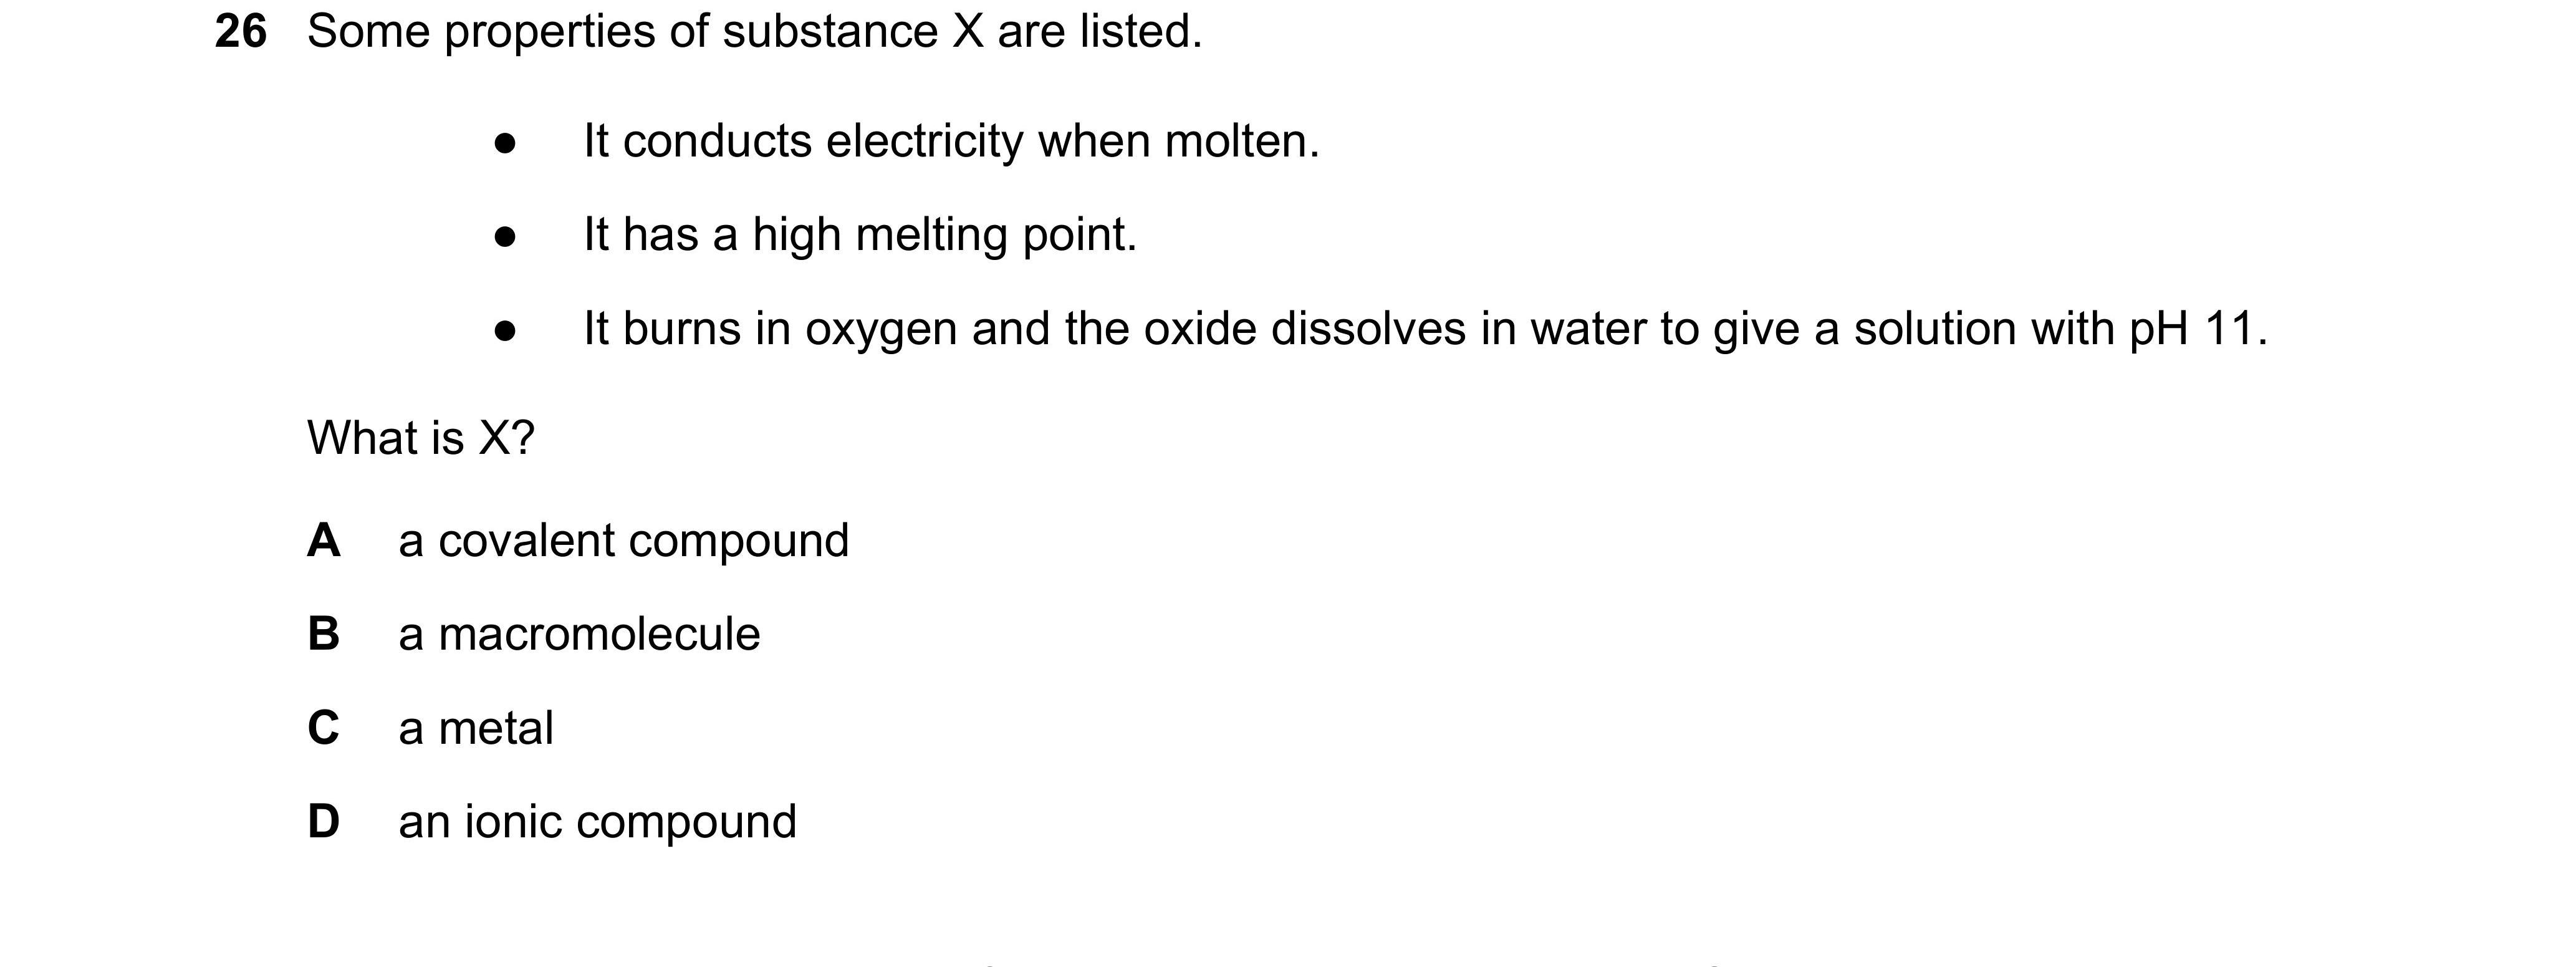 26 Some properties of substance X are listed.
● It conducts electricity when molten.
● It has a high melting point.
● It burns in oxygen and the oxide dissolves in water to give a solution with pH 11.
What is X?
A a covalent compound
B a macromolecule
C a metal
D an ionic compound